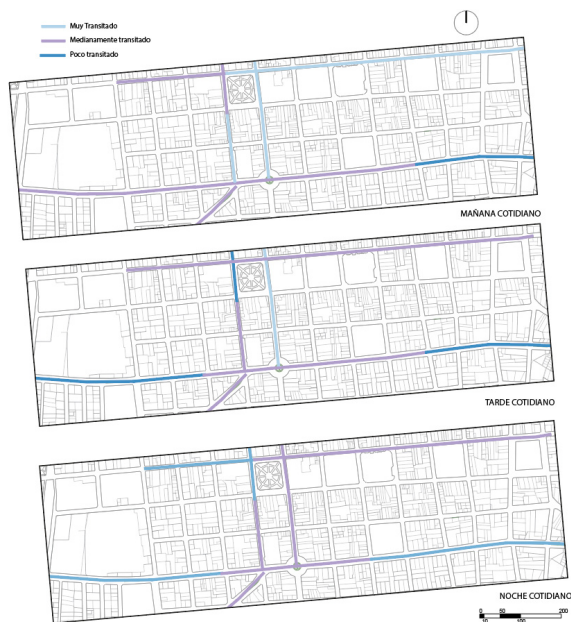 Muy Transitado
Medianamente transitado
Poco transitado
MAÑANA COTIDIANO
TARDE COTIDIANO
NOCHE COTIDIANO
0 50 200
10 100